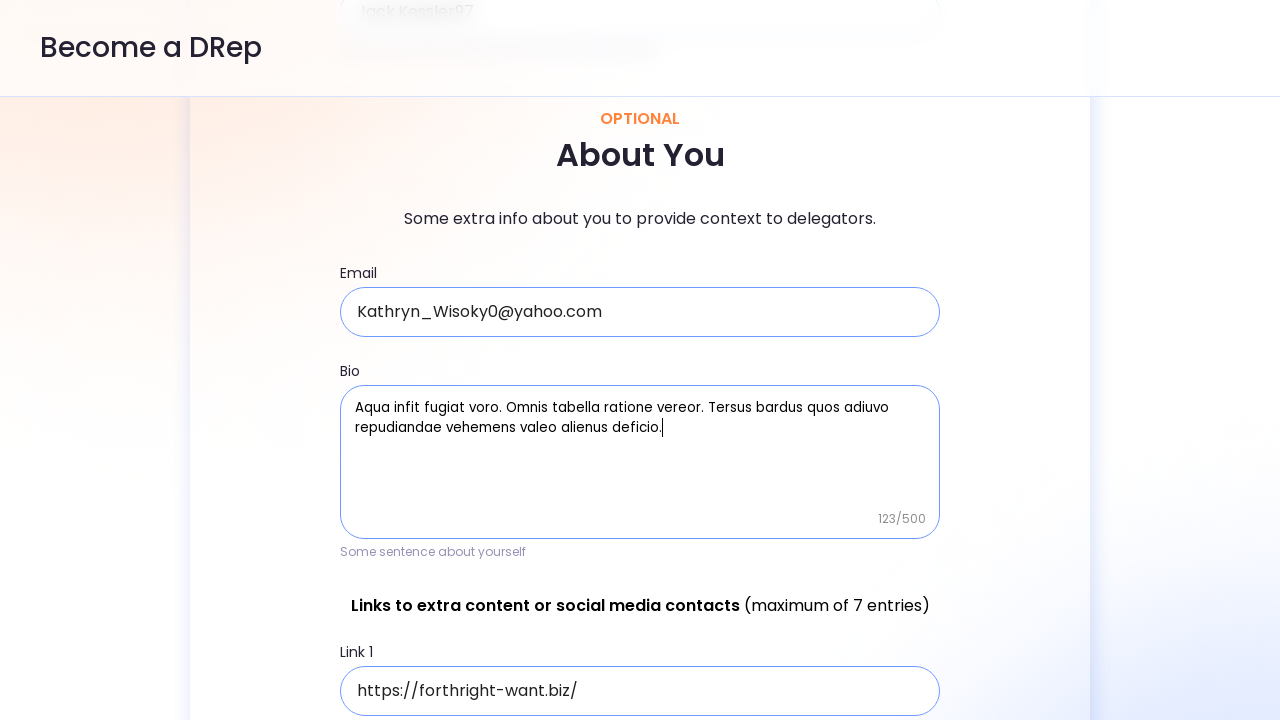 Jack Kessler97
Become a DRep
OPTIONAL
About You
Some extra info about you to provide context to delegators.
Email
Kathryn_Wisoky0@yahoo.com
Bio
Aqua infit fugiat voro. Omnis tabella ratione vereor. Tersus bardus quos adiuvo
repudiandae vehemens valeo alienus deficio.
123/500
Some sentence about yourself
Links to extra content or social media contacts (maximum of 7 entries)
Link 1
https://forthright-want.biz/